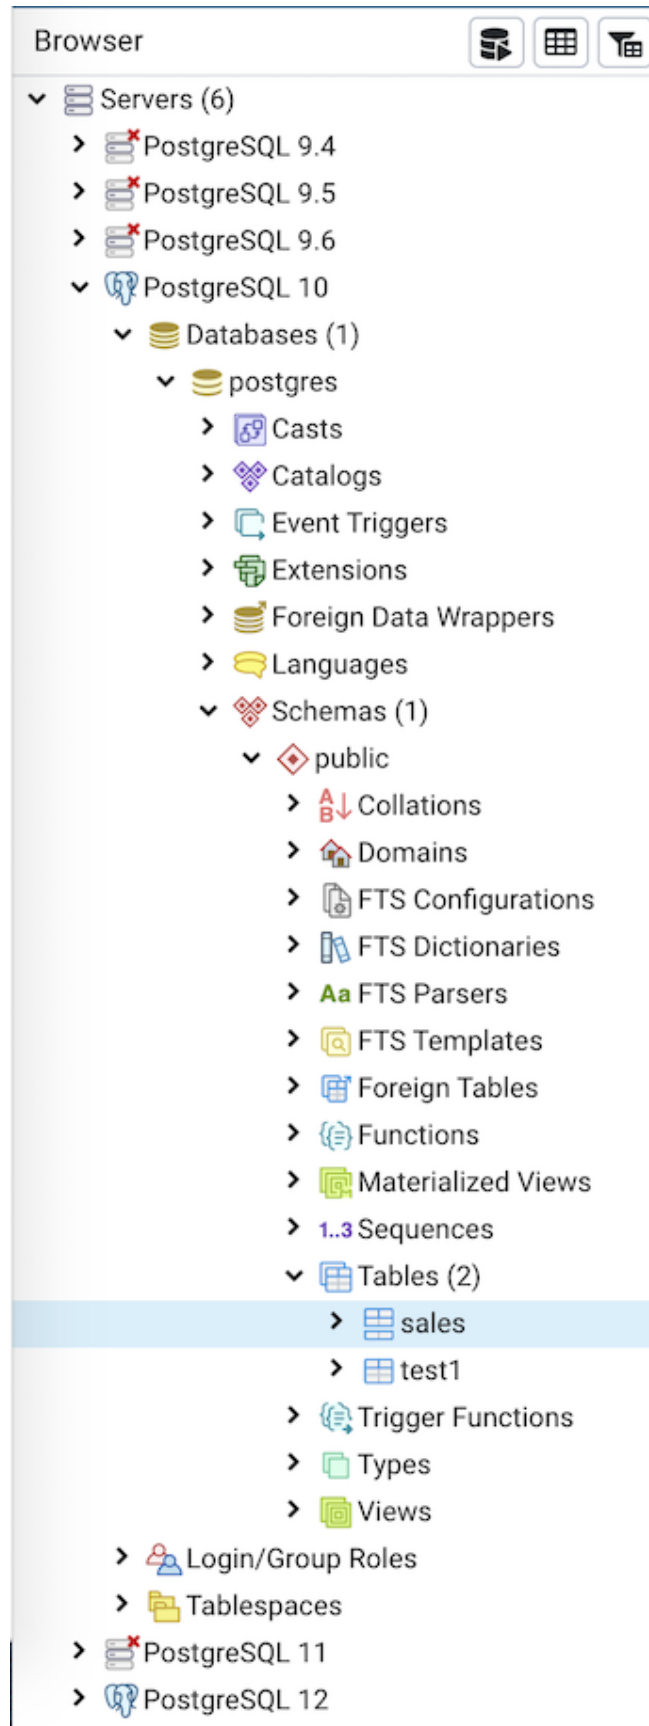 Browser
Servers (6)
PostgreSQL 9.4
PostgreSQL 9.5
PostgreSQL 9.6
PostgreSQL 10
Databases (1)
postgres
Casts
Catalogs
Event Triggers
Extensions
Foreign Data Wrappers
Languages
Schemas (1)
public
AB Collations
Domains
FTS Configurations
FTS Dictionaries
Aa FTS Parsers
FTS Templates
Foreign Tables
Functions
Materialized Views
1..3 Sequences
Tables (2)
sales
test1
Trigger Functions
Types
Views
Login/Group Roles
Tablespaces
PostgreSQL 11
PostgreSQL 12